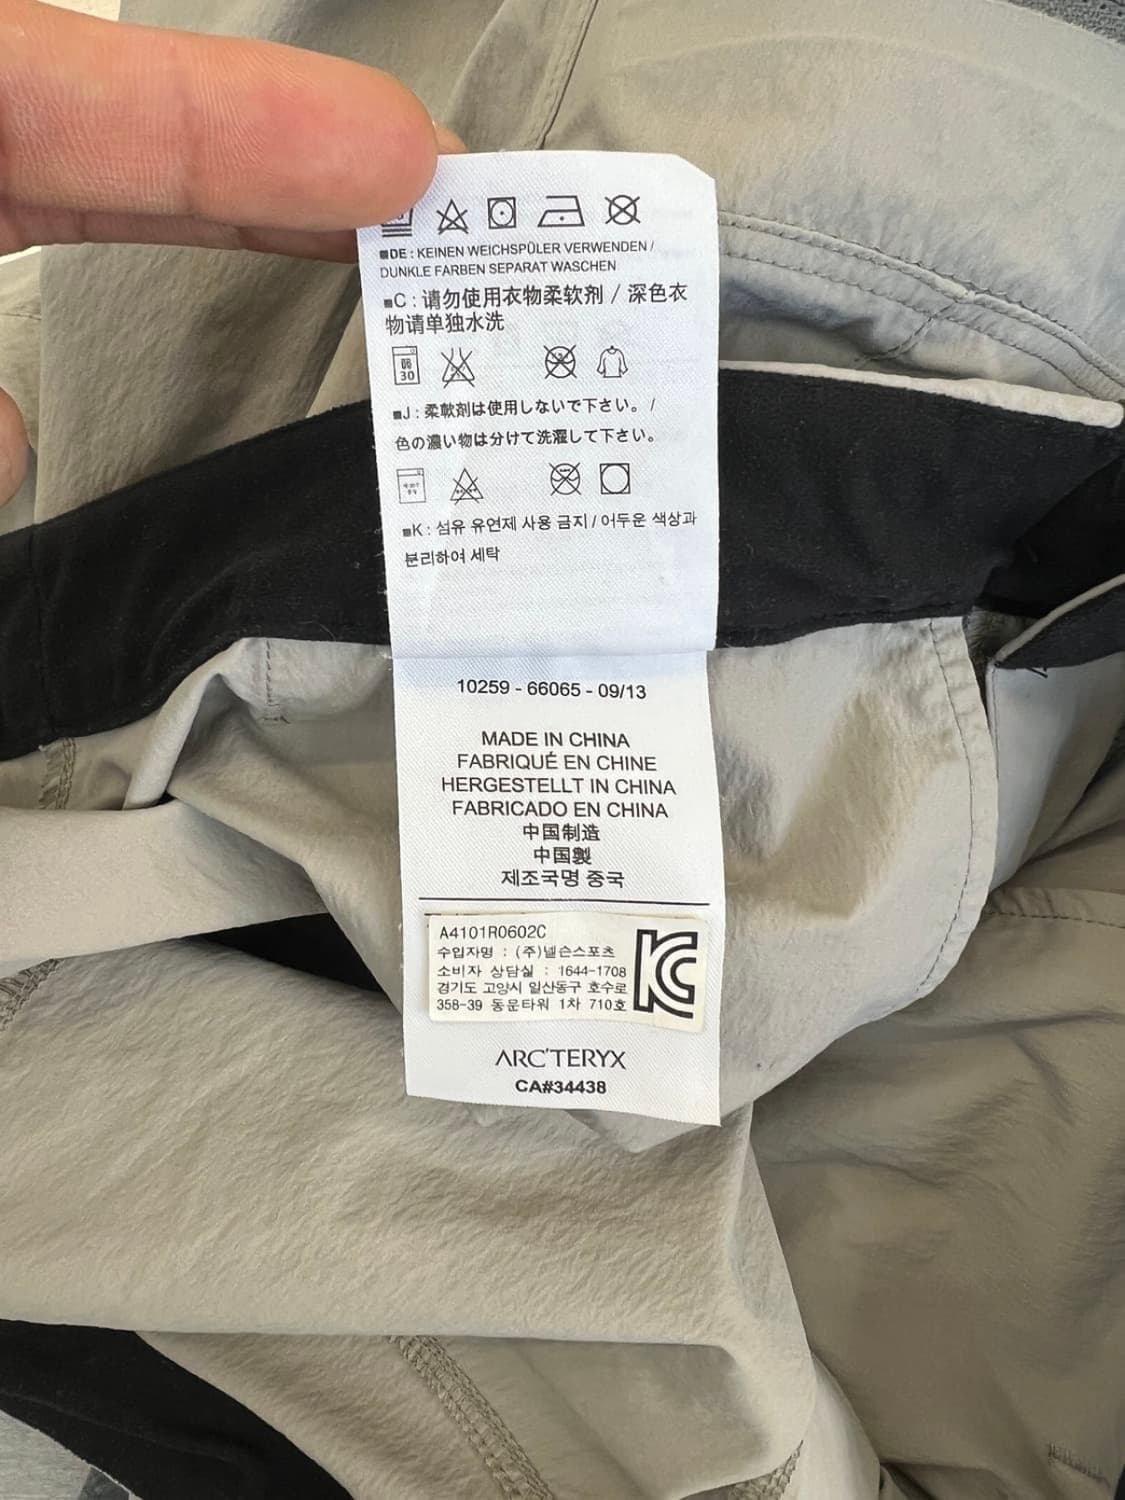 ■DE : KEINEN WEICHSPÜLER VERWENDEN /
DUNKLE FARBEN SEPARAT WASCHEN
■C : 请勿使用衣物柔软剂 / 深色衣
物请单独水洗
30
■J : 柔軟剤は使用しないで下さい。 /
色の濃い物は分けて洗濯して下さい。
■K : 섬유 유연제 사용 금지 / 어두운 색상과
분리하여 세탁
10259 - 66065 - 09/13
MADE IN CHINA
FABRIQUÉ EN CHINE
HERGESTELLT IN CHINA
FABRICADO EN CHINA
中国制造
中国製
제조국명 중국
A4101R0602C
수입자명 : (주)넬슨스포츠
소비자 상담실 : 1644-1708
경기도 고양시 일산동구 호수로
358-39 동문타워 1차 710호
ARC'TERYX
CA#34438